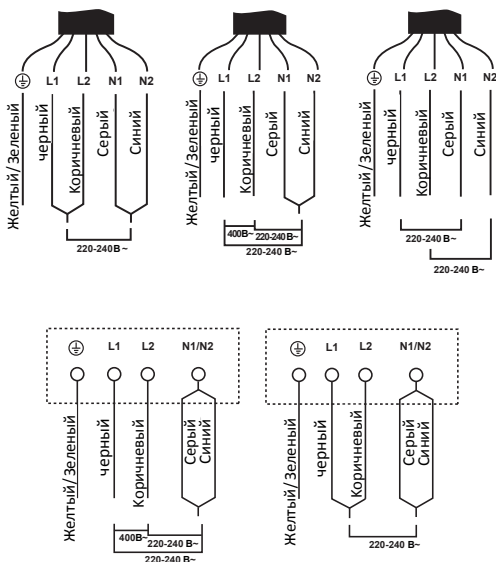 L1 L2 N1 N2
Желтый/Зеленый
черный
Коричневый
Серый
Синий
220-240 В~
L1 L2 N1 N2
Желтый/Зеленый
черный
Коричневый
Серый
Синий
400В~ 220-240 В~
220-240 В~
L1 L2 N1 N2
Желтый/Зеленый
черный
Коричневый
Серый
Синий
220-240 В~
220-240 В~
L1 L2 N1/N2
Желтый/Зеленый
черный
Коричневый
Серый
Синий
400В~ 220-240 В~
220-240 В~
L1 L2 N1/N2
Желтый/Зеленый
черный
Коричневый
Серый
Синий
220-240 В~